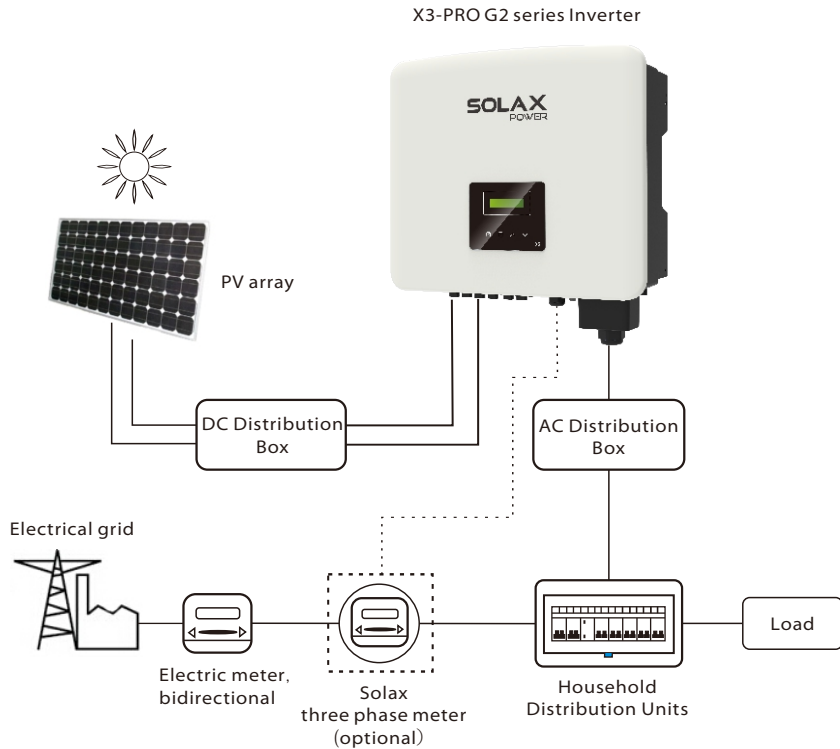 X3-PRO G2 series Inverter
SOLAX
POWER
PV array
DC Distribution
Box
AC Distribution
Box
Electrical grid
Electric meter,
bidirectional
Solax
three phase meter
(optional)
Household
Distribution Units
Load